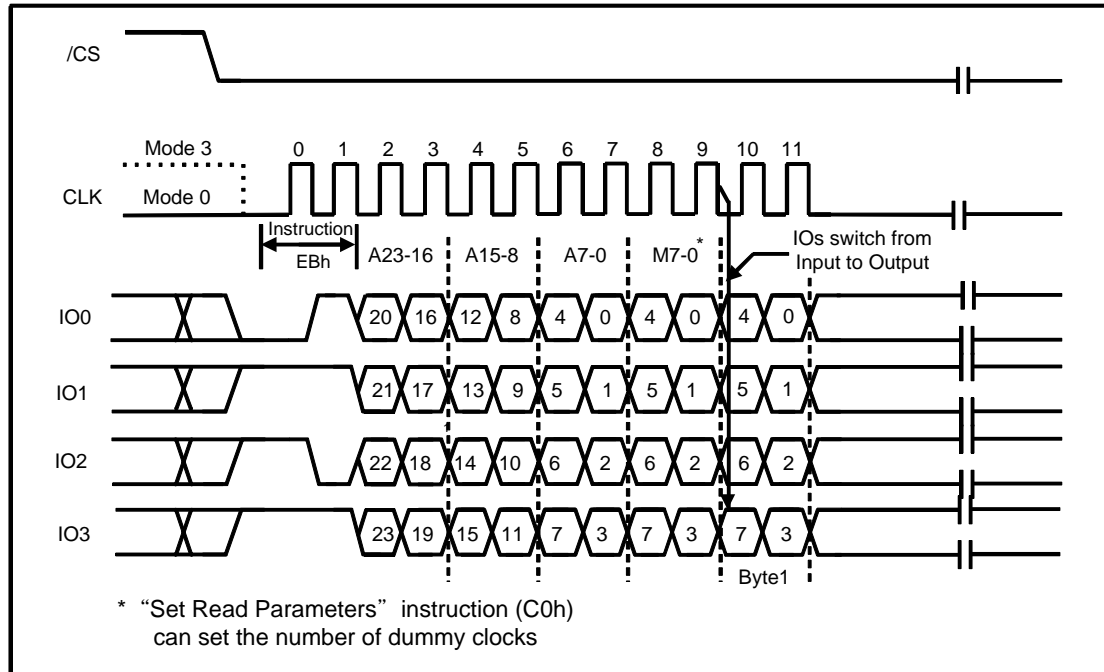 /CS
Mode 3
0 1 2 3 4 5 6 7 8 9 10 11
CLK
Mode 0
Instruction
EBh
A23-16 A15-8 A7-0 M7-0*
IOs switch from
Input to Output
IO0
20 16 12 8 4 0 4 0 4 0
IO1
21 17 13 9 5 1 5 1 5 1
IO2
22 18 14 10 6 2 6 2 6 2
IO3
23 19 15 11 7 3 7 3 7 3
Byte1
* “Set Read Parameters” instruction (C0h)
can set the number of dummy clocks